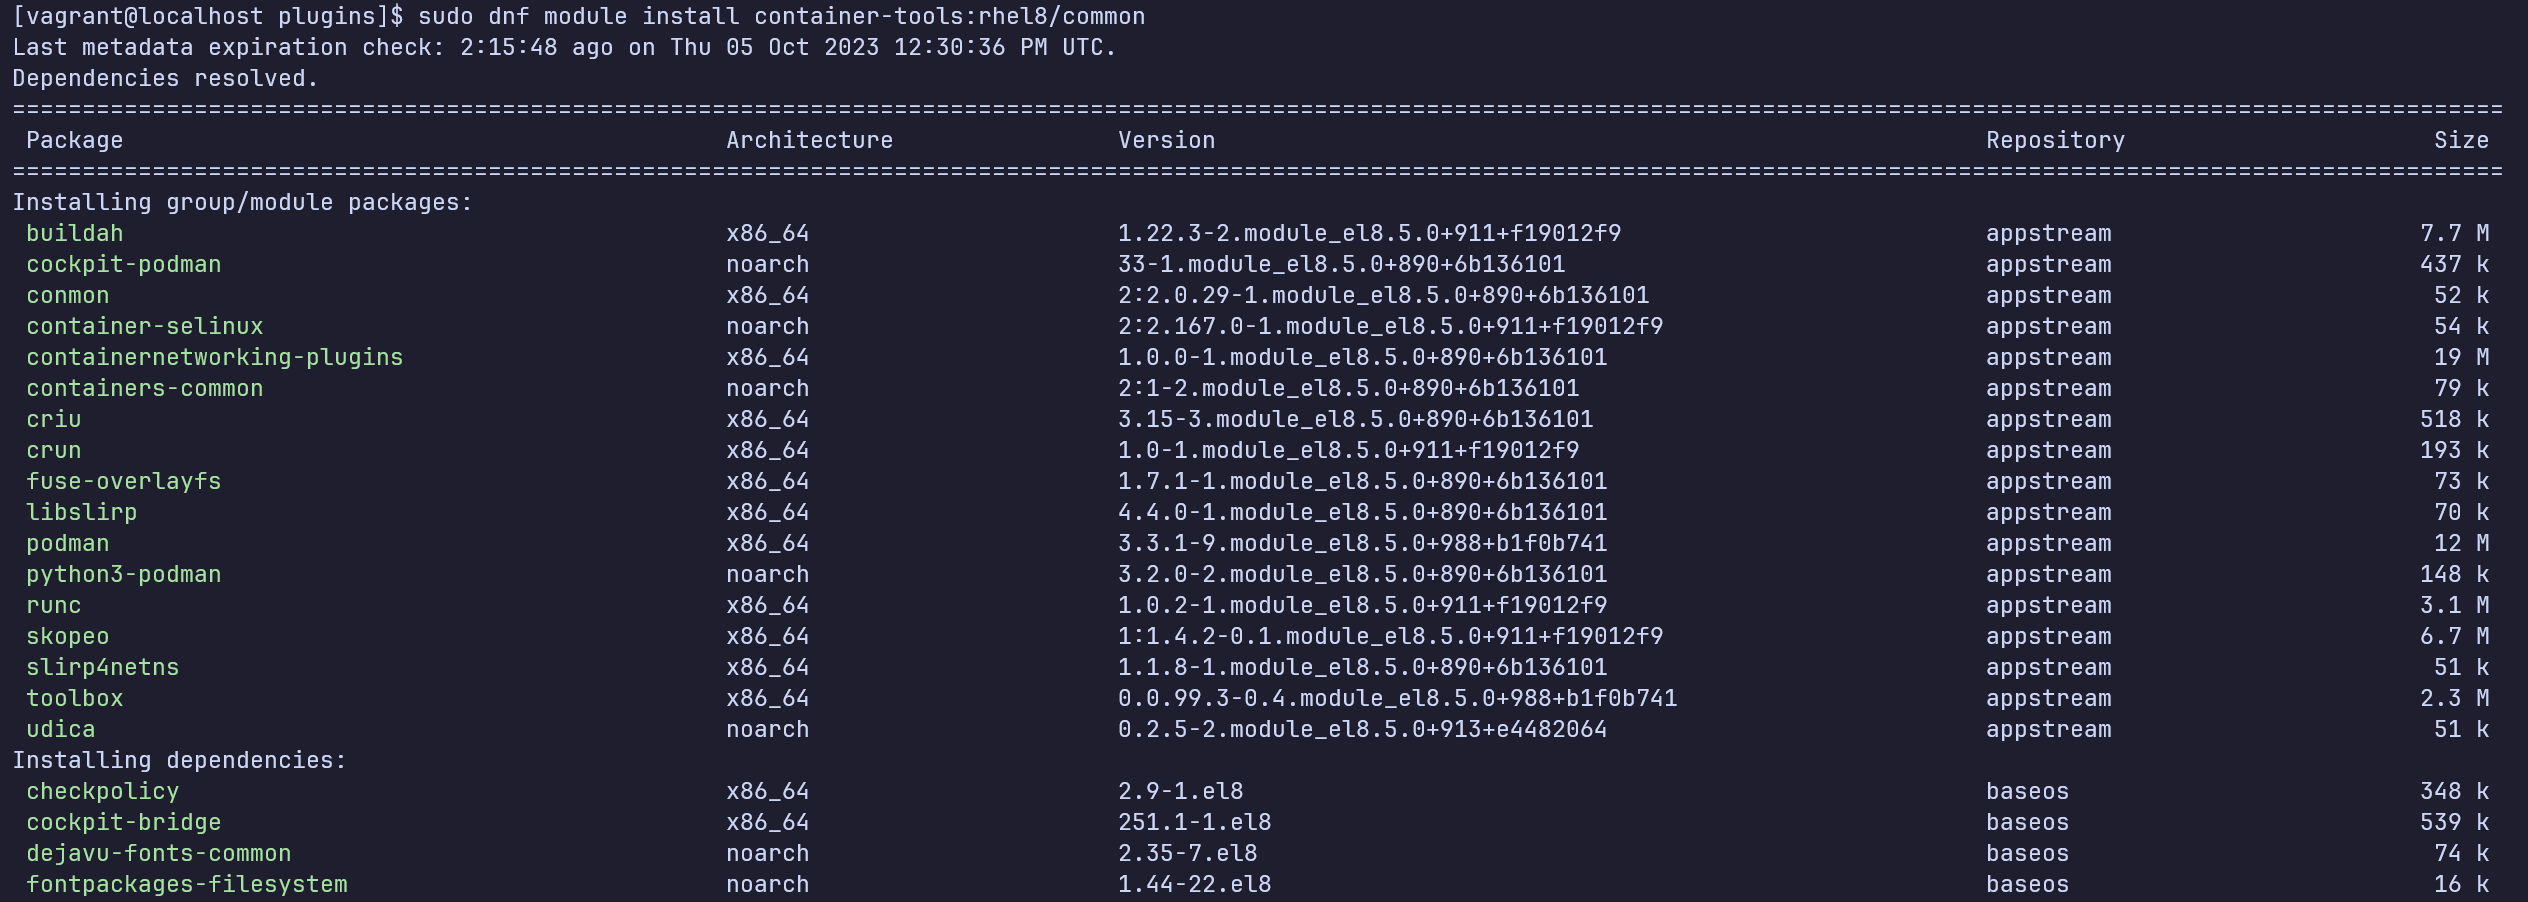 [vagrant@localhost plugins]$ sudo dnf module install container-tools:rhel8/common
Last metadata expiration check: 2:15:48 ago on Thu 05 Oct 2023 12:30:36 PM UTC.
Dependencies resolved.
==================================================================================================================================================================================
Package Architecture Version Repository Size
==================================================================================================================================================================================
Installing group/module packages:
buildah x86_64 1.22.3-2.module_el8.5.0+911+f19012f9 appstream 7.7 M
cockpit-podman noarch 33-1.module_el8.5.0+890+6b136101 appstream 437 k
conmon x86_64 2:2.0.29-1.module_el8.5.0+890+6b136101 appstream 52 k
container-selinux noarch 2:2.167.0-1.module_el8.5.0+911+f19012f9 appstream 54 k
containernetworking-plugins x86_64 1.0.0-1.module_el8.5.0+890+6b136101 appstream 19 M
containers-common noarch 2:1-2.module_el8.5.0+890+6b136101 appstream 79 k
criu x86_64 3.15-3.module_el8.5.0+890+6b136101 appstream 518 k
crun x86_64 1.0-1.module_el8.5.0+911+f19012f9 appstream 193 k
fuse-overlayfs x86_64 1.7.1-1.module_el8.5.0+890+6b136101 appstream 73 k
libslirp x86_64 4.4.0-1.module_el8.5.0+890+6b136101 appstream 70 k
podman x86_64 3.3.1-9.module_el8.5.0+988+b1f0b741 appstream 12 M
python3-podman noarch 3.2.0-2.module_el8.5.0+890+6b136101 appstream 148 k
runc x86_64 1.0.2-1.module_el8.5.0+911+f19012f9 appstream 3.1 M
skopeo x86_64 1:1.4.2-0.1.module_el8.5.0+911+f19012f9 appstream 6.7 M
slirp4netns x86_64 1.1.8-1.module_el8.5.0+890+6b136101 appstream 51 k
toolbox x86_64 0.0.99.3-0.4.module_el8.5.0+988+b1f0b741 appstream 2.3 M
udica noarch 0.2.5-2.module_el8.5.0+913+e4482064 appstream 51 k
Installing dependencies:
checkpolicy x86_64 2.9-1.el8 baseos 348 k
cockpit-bridge x86_64 251.1-1.el8 baseos 539 k
dejavu-fonts-common noarch 2.35-7.el8 baseos 74 k
fontpackages-filesystem noarch 1.44-22.el8 baseos 16 k